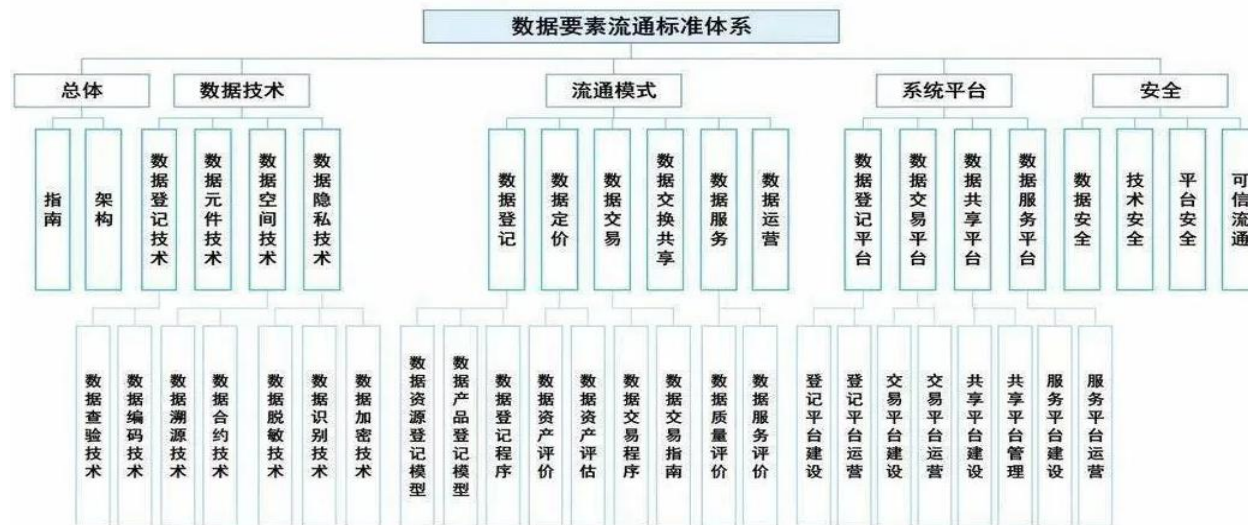 数据要素流通标准体系
总体
数据技术
流通模式
系统平台
安全
指南
架构
数据登记技术
数据元件技术
数据空间技术
数据隐私技术
数据登记
数据定价
数据交易
数据交换共享
数据服务
数据运营
数据登记平台
数据交易平台
数据共享平台
数据服务平台
数据安全
技术安全
平台安全
可信流通
数据查验技术
数据编码技术
数据溯源技术
数据合约技术
数据脱敏技术
数据识别技术
数据加密技术
数据资源登记模型
数据产品登记模型
数据登记程序
数据资产评价
数据资产评估
数据交易程序
数据交易指南
数据质量评价
数据服务评价
登记平台建设
登记平台运营
交易平台建设
交易平台运营
共享平台建设
共享平台管理
服务平台建设
服务平台运营